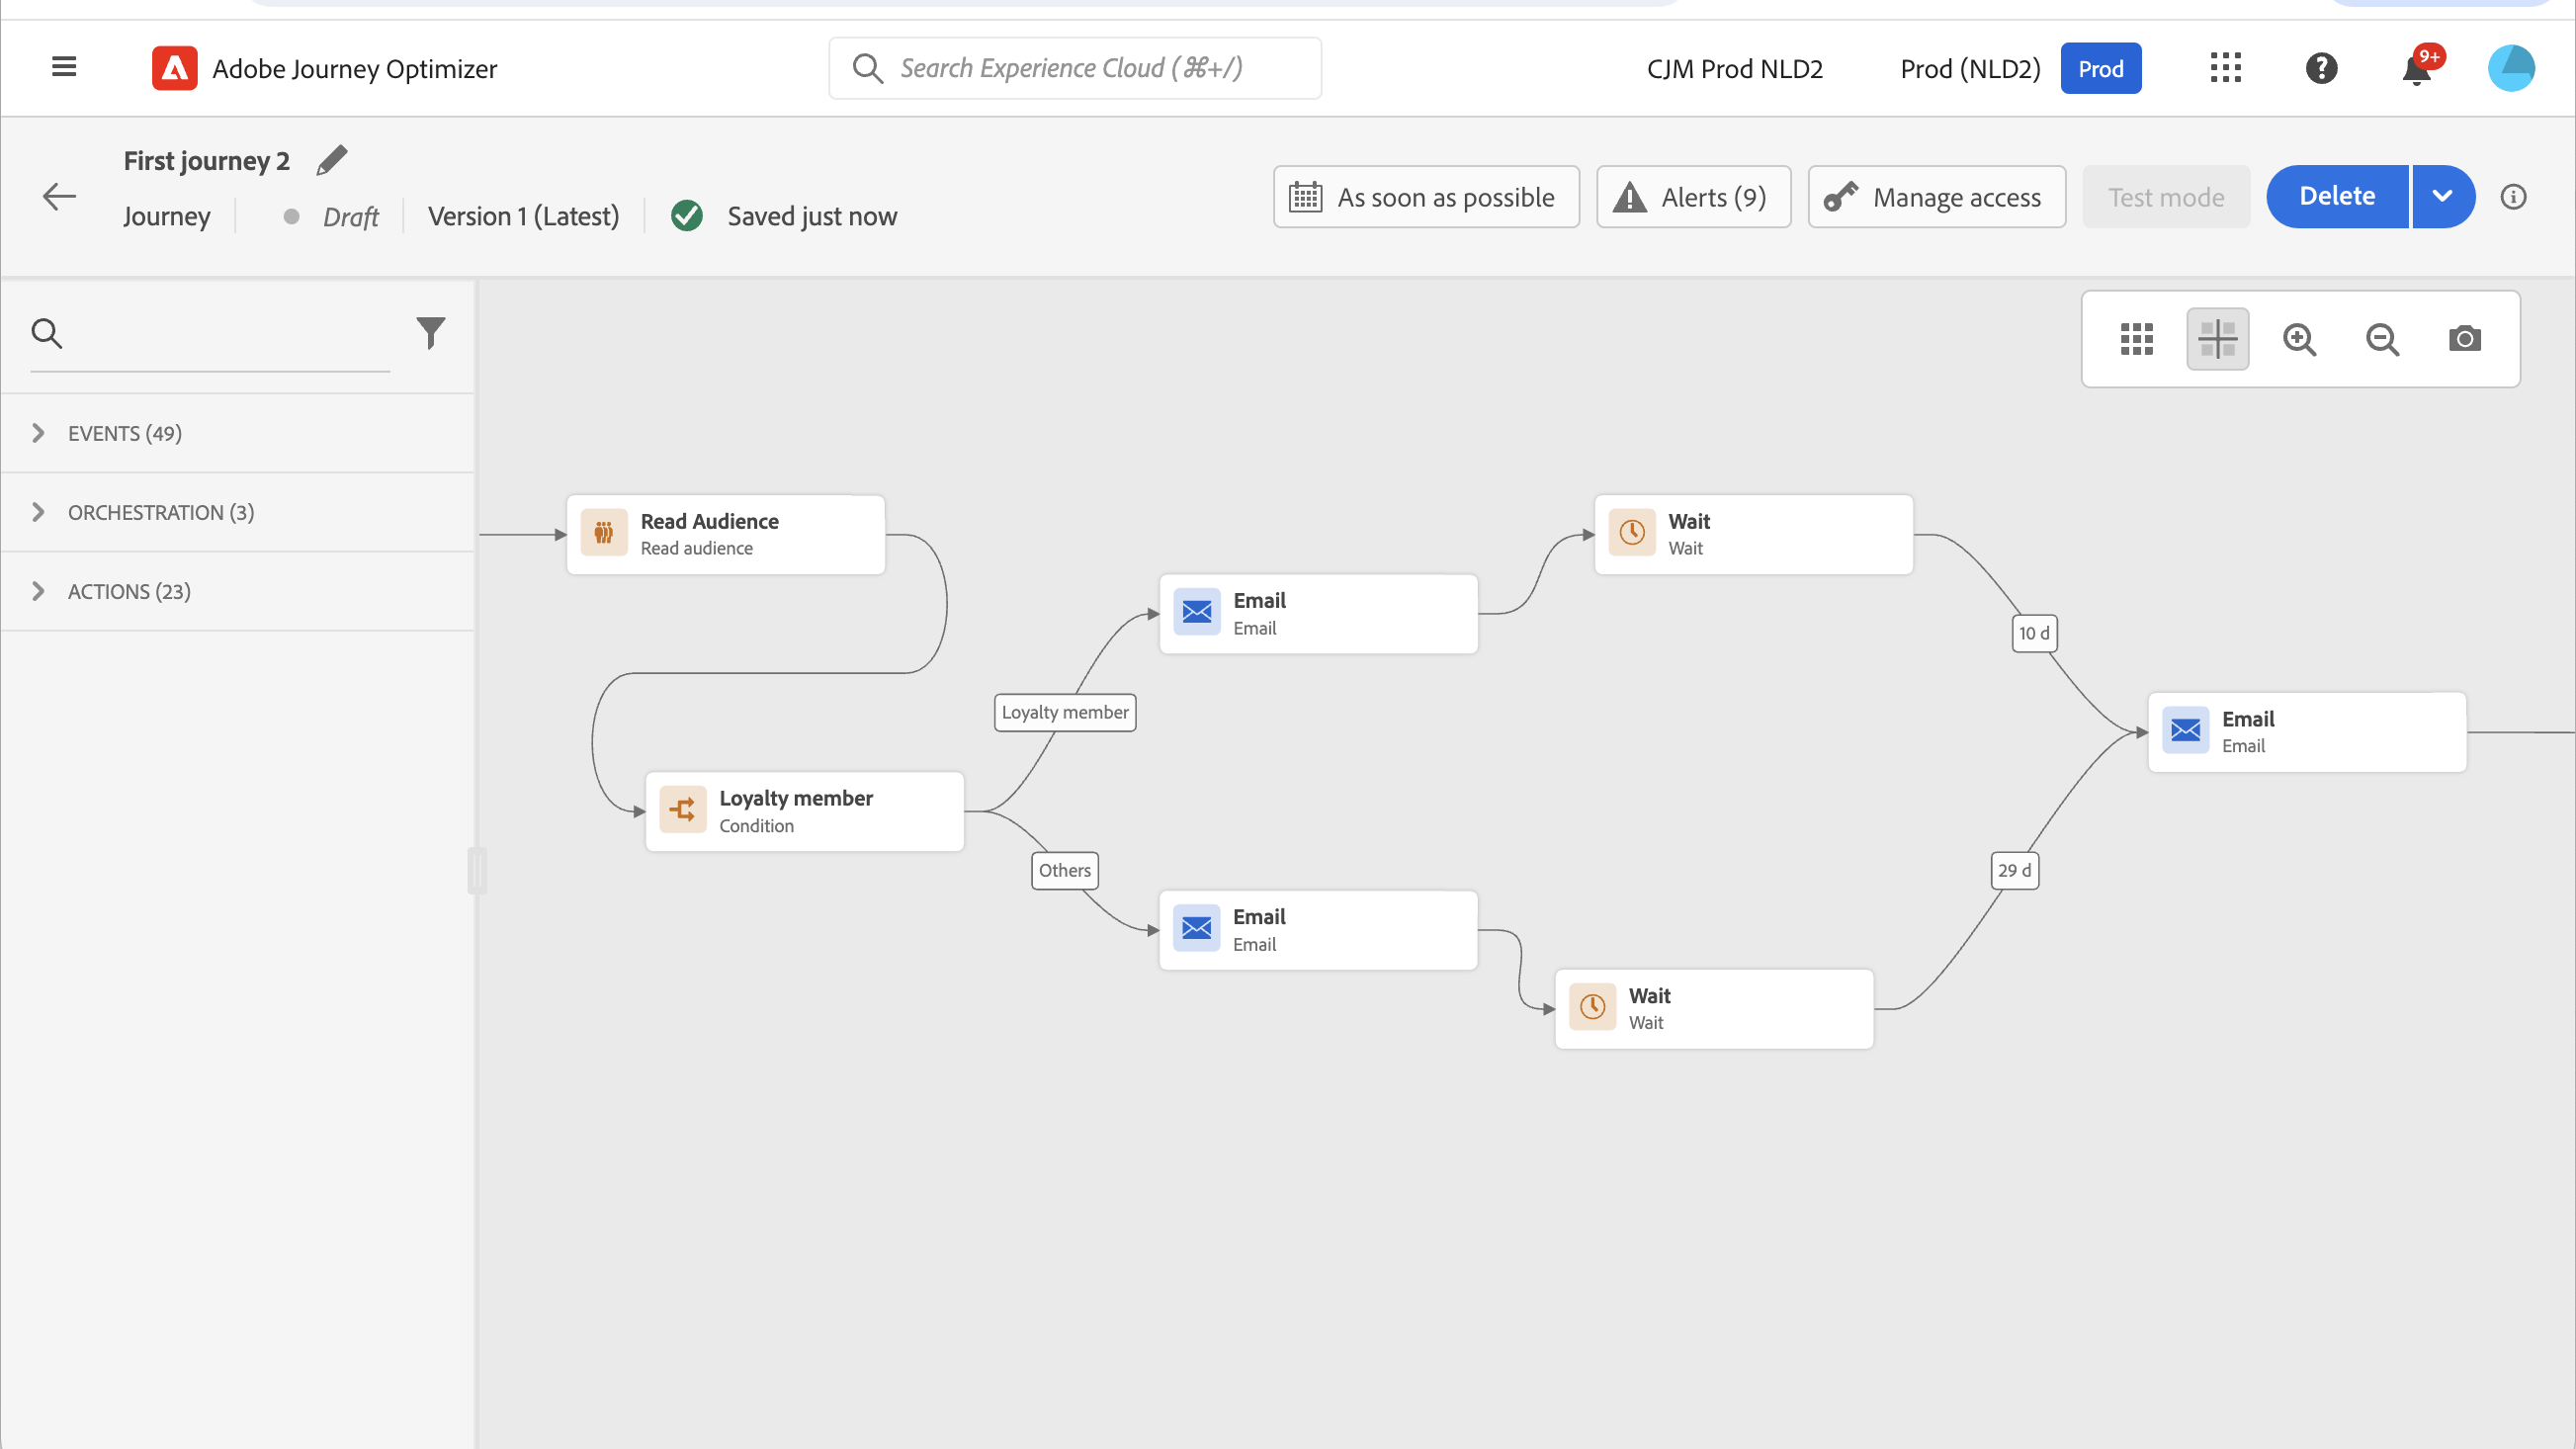 Adobe Journey Optimizer
Search Experience Cloud (⌘+/)
CJM Prod NLD2
Prod (NLD2)
Prod
9+
First journey 2
Journey
Draft
Version 1 (Latest)
Saved just now
As soon as possible
Alerts (9)
Manage access
Test mode
Delete
EVENTS (49)
ORCHESTRATION (3)
ACTIONS (23)
Read Audience
Read audience
Wait
Wait
Email
Email
10 d
Loyalty member
Email
Email
Loyalty member
Condition
Others
29 d
Email
Email
Wait
Wait